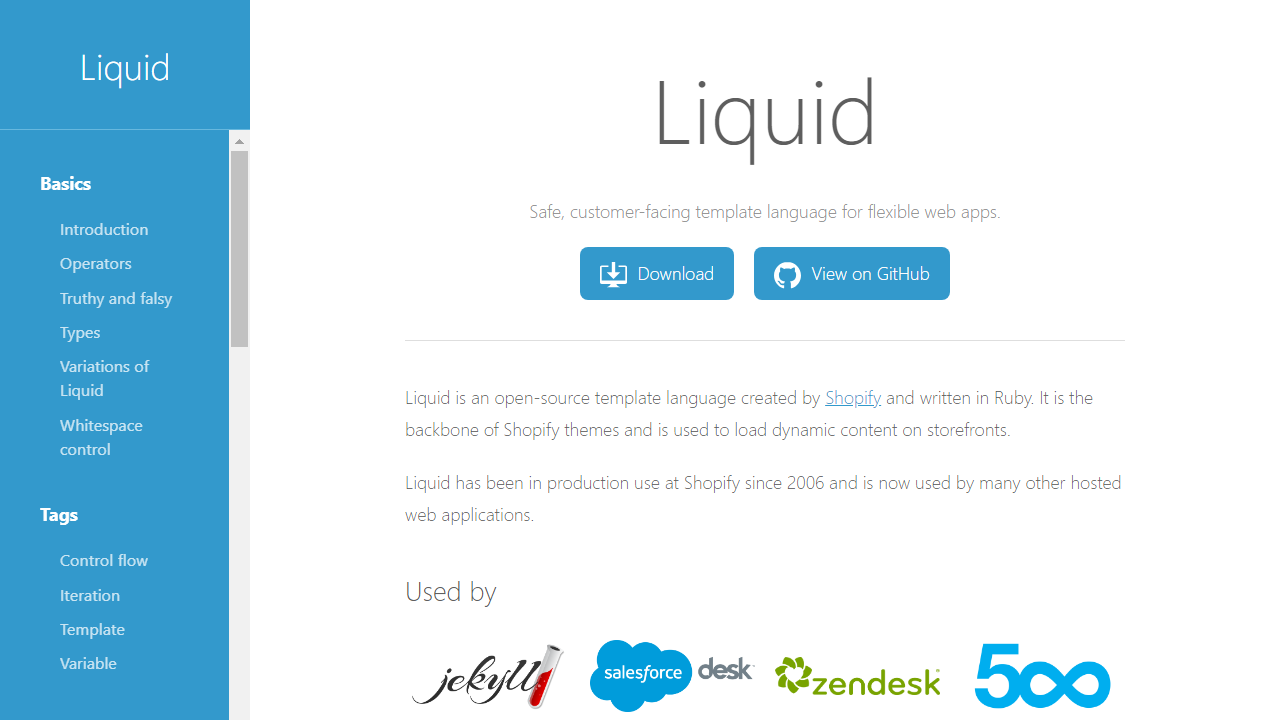 Liquid
Basics
Introduction
Operators
Truthy and falsy
Types
Variations of
Liquid
Whitespace
control
Tags
Control flow
Iteration
Template
Variable
Liquid
Safe, customer-facing template language for flexible web apps.
Download
View on GitHub
Liquid is an open-source template language created by Shopify and written in Ruby. It is the
backbone of Shopify themes and is used to load dynamic content on storefronts.
Liquid has been in production use at Shopify since 2006 and is now used by many other hosted
web applications.
Used by
jekyll
salesforce desk
zendesk
500